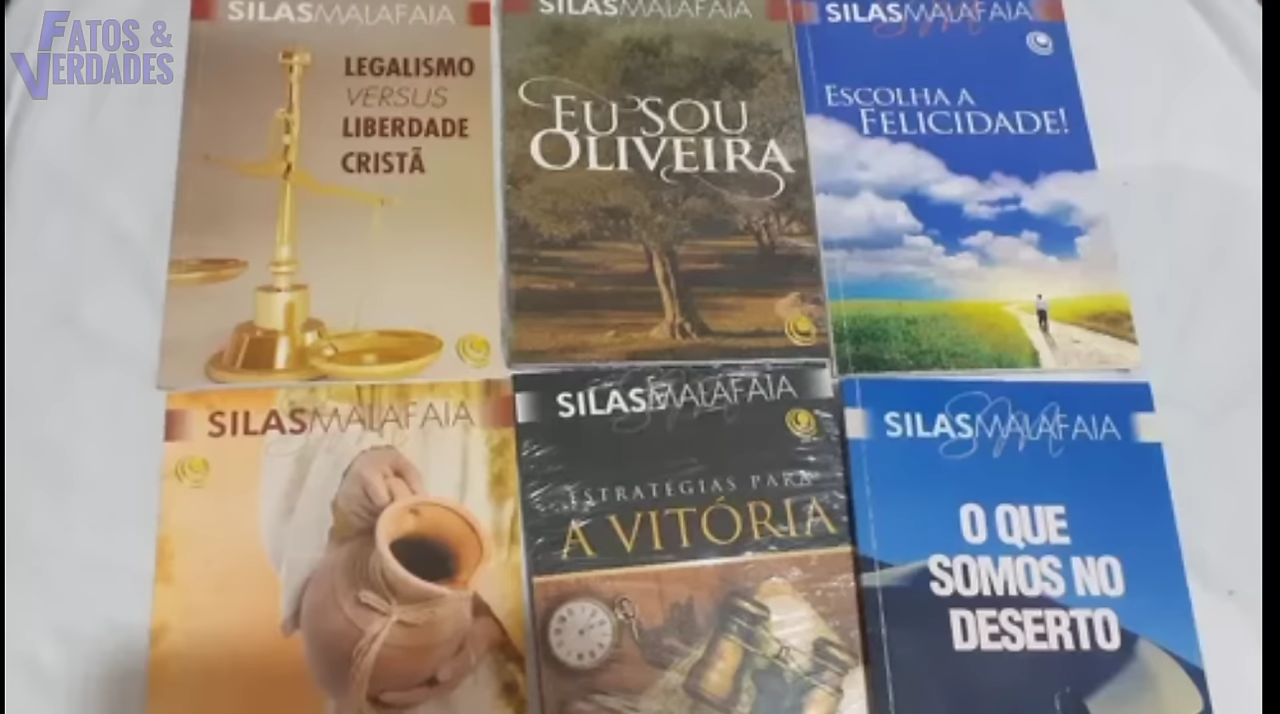 FATOS &
VERDADES
SILASMALAFAIA
LEGALISMO
VERSUS
LIBERDADE
CRISTÃ
SILASMALAFAIA
EU SOU
OLIVEIRA
SILASMALAFAIA
ESCOLHA A
FELICIDADE!
SILASMALAFAIA
SILASMALAFAIA
ESTRATÉGIAS PARA
A VITÓRIA
SILASMALAFAIA
O QUE
SOMOS NO
DESERTO